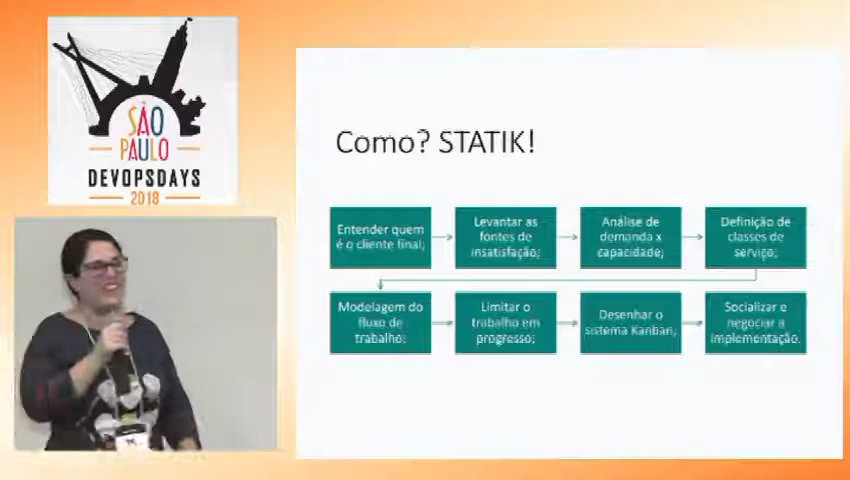 SÃO
PAULO
DEVOPSDAYS
2018
Como? STATIK!
Entender quem
é o cliente final;
Levantar as
fontes de
insatisfação;
Análise de
demanda x
capacidade;
Definição de
classes de
serviço;
Modelagem do
fluxo de
trabalho;
Limitar o
trabalho em
progresso;
Desenhar o
sistema Kanban;
Socializar e
negociar a
implementação.